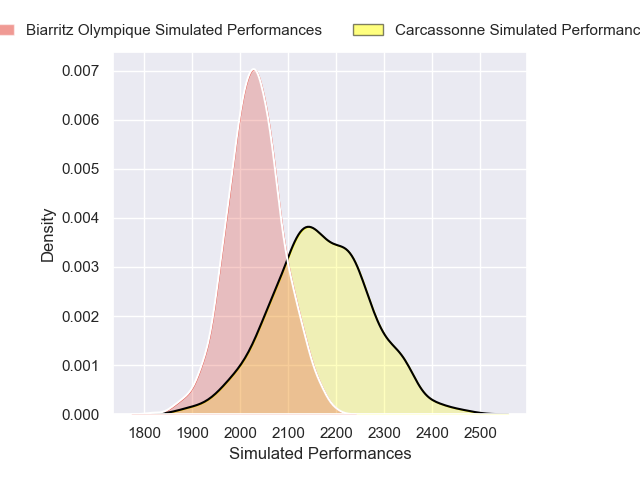 Biarritz Olympique Simulated Performances
Carcassonne Simulated Performanc
0.007
0.006
0.005
0.004
0.003
0.002
0.001
0.000
Density
1800 1900 2000 2100 2200 2300 2400 2500
Simulated Performances